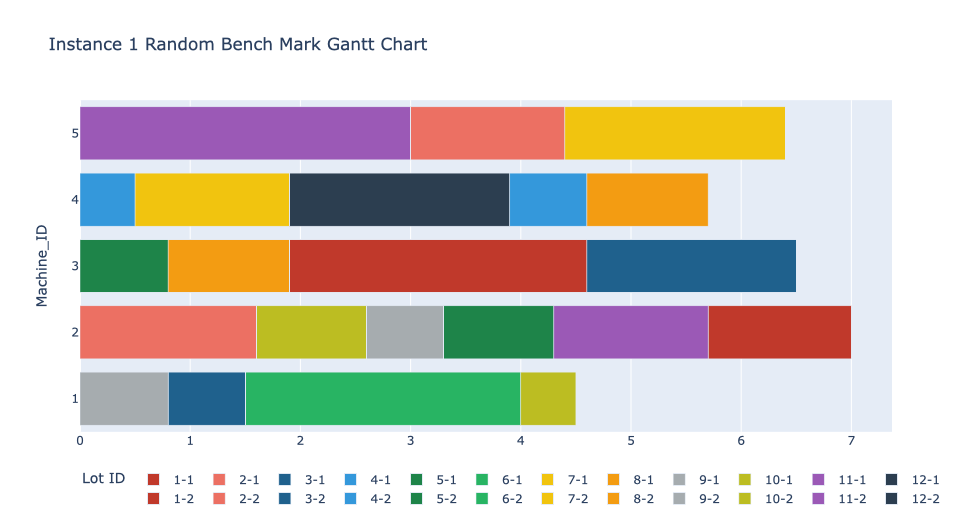 Instance 1 Random Bench Mark Gantt Chart
Machine_ID
5
4
3
2
1
0 1 2 3 4 5 6 7
Lot ID 1-1 2-1 3-1 4-1 5-1 6-1 7-1 8-1 9-1 10-1 11-1 12-1
1-2 2-2 3-2 4-2 5-2 6-2 7-2 8-2 9-2 10-2 11-2 12-2